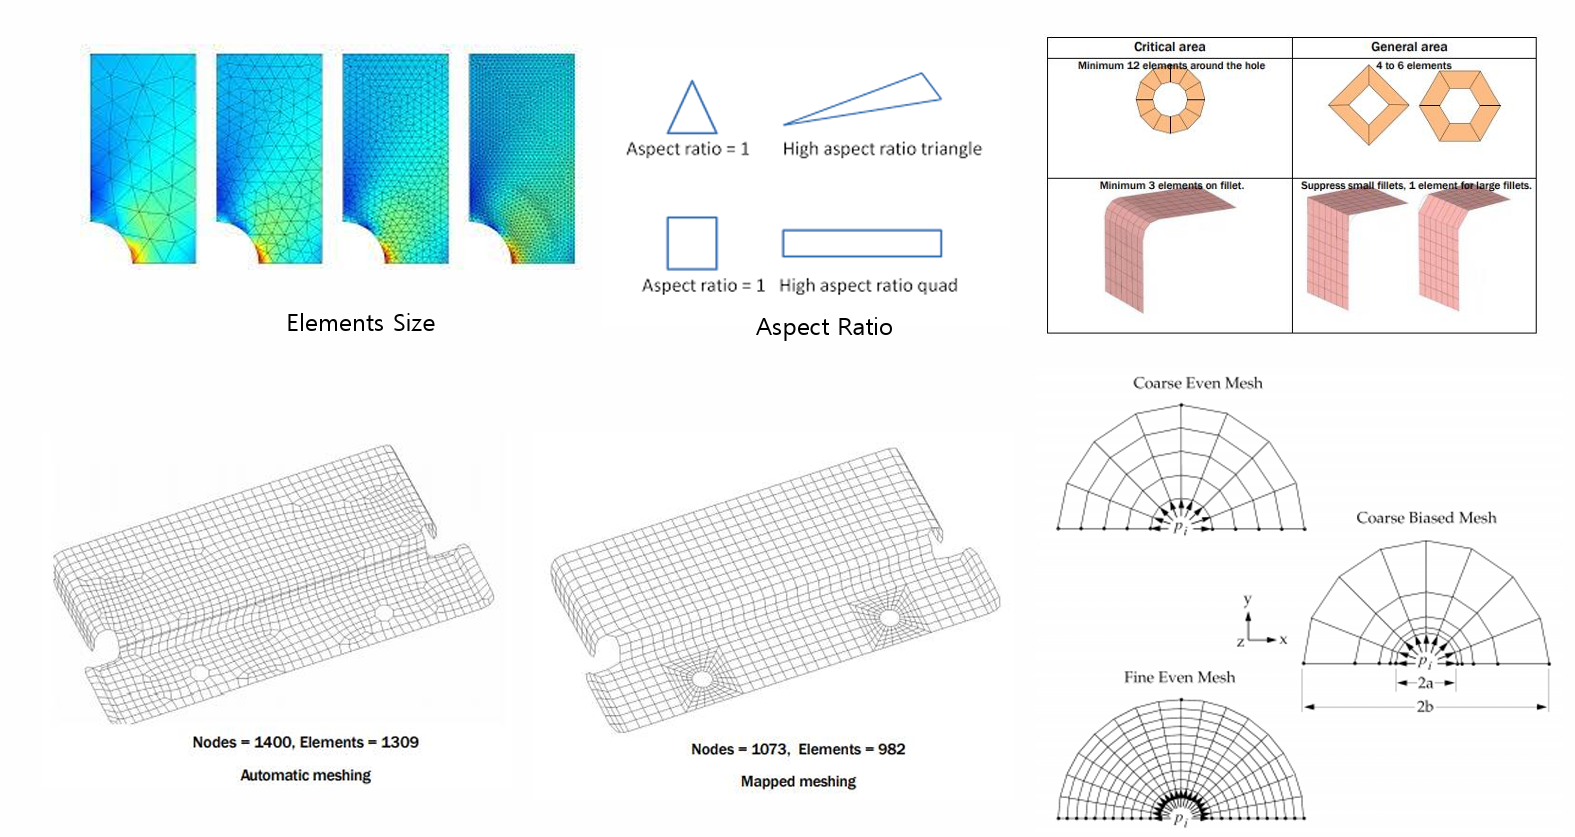 Critical area
General area
Minimum 12 elements around the hole
4 to 6 elements
Minimum 3 elements on fillet.
Suppress small fillets, 1 element for large fillets.
Aspect ratio = 1
High aspect ratio triangle
Aspect ratio = 1
High aspect ratio quad
Elements Size
Aspect Ratio
Coarse Even Mesh
pi
Coarse Biased Mesh
y
z
x
pi
2a
2b
Fine Even Mesh
pi
Nodes = 1400, Elements = 1309
Automatic meshing
Nodes = 1073, Elements = 982
Mapped meshing